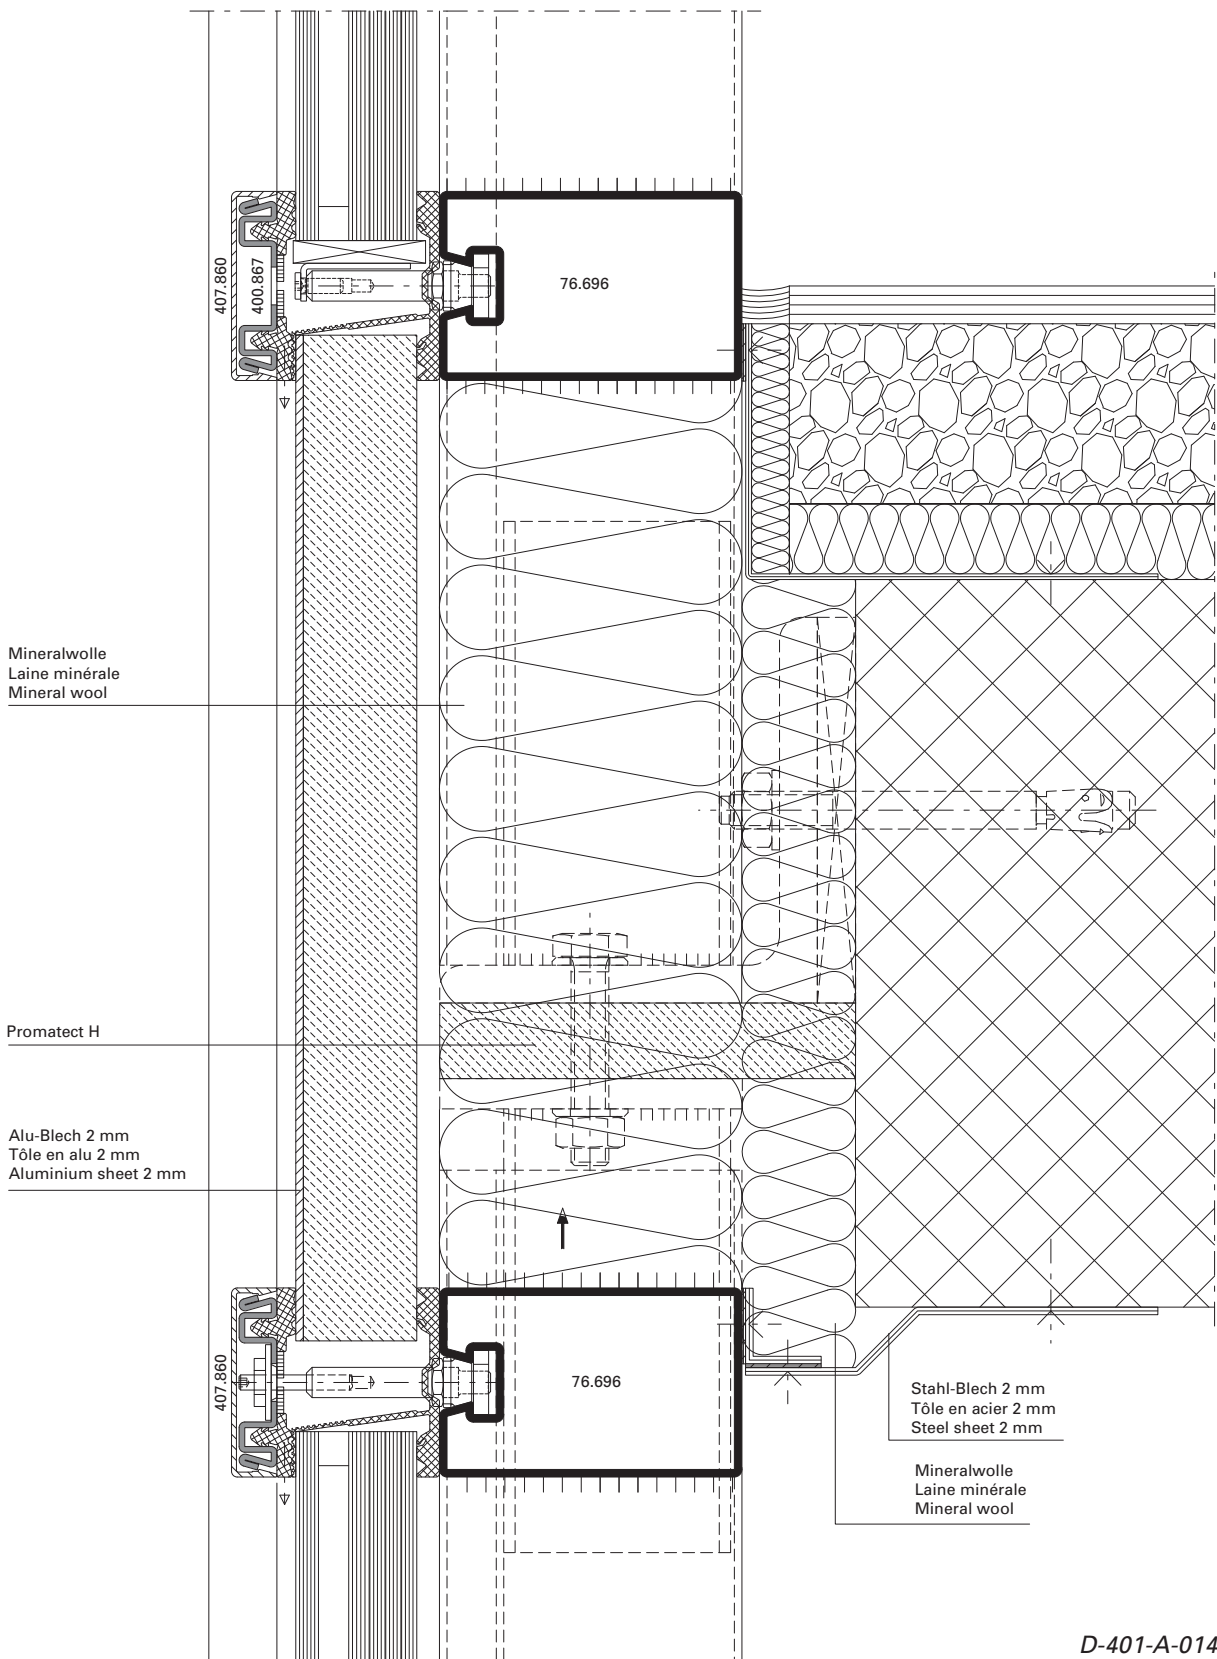 407.860
400.867
76.696
Mineralwolle
Laine minérale
Mineral wool
Promatect H
Alu-Blech 2 mm
Tôle en alu 2 mm
Aluminium sheet 2 mm
407.860
76.696
Stahl-Blech 2 mm
Tôle en acier 2 mm
Steel sheet 2 mm
Mineralwolle
Laine minérale
Mineral wool
D-401-A-014